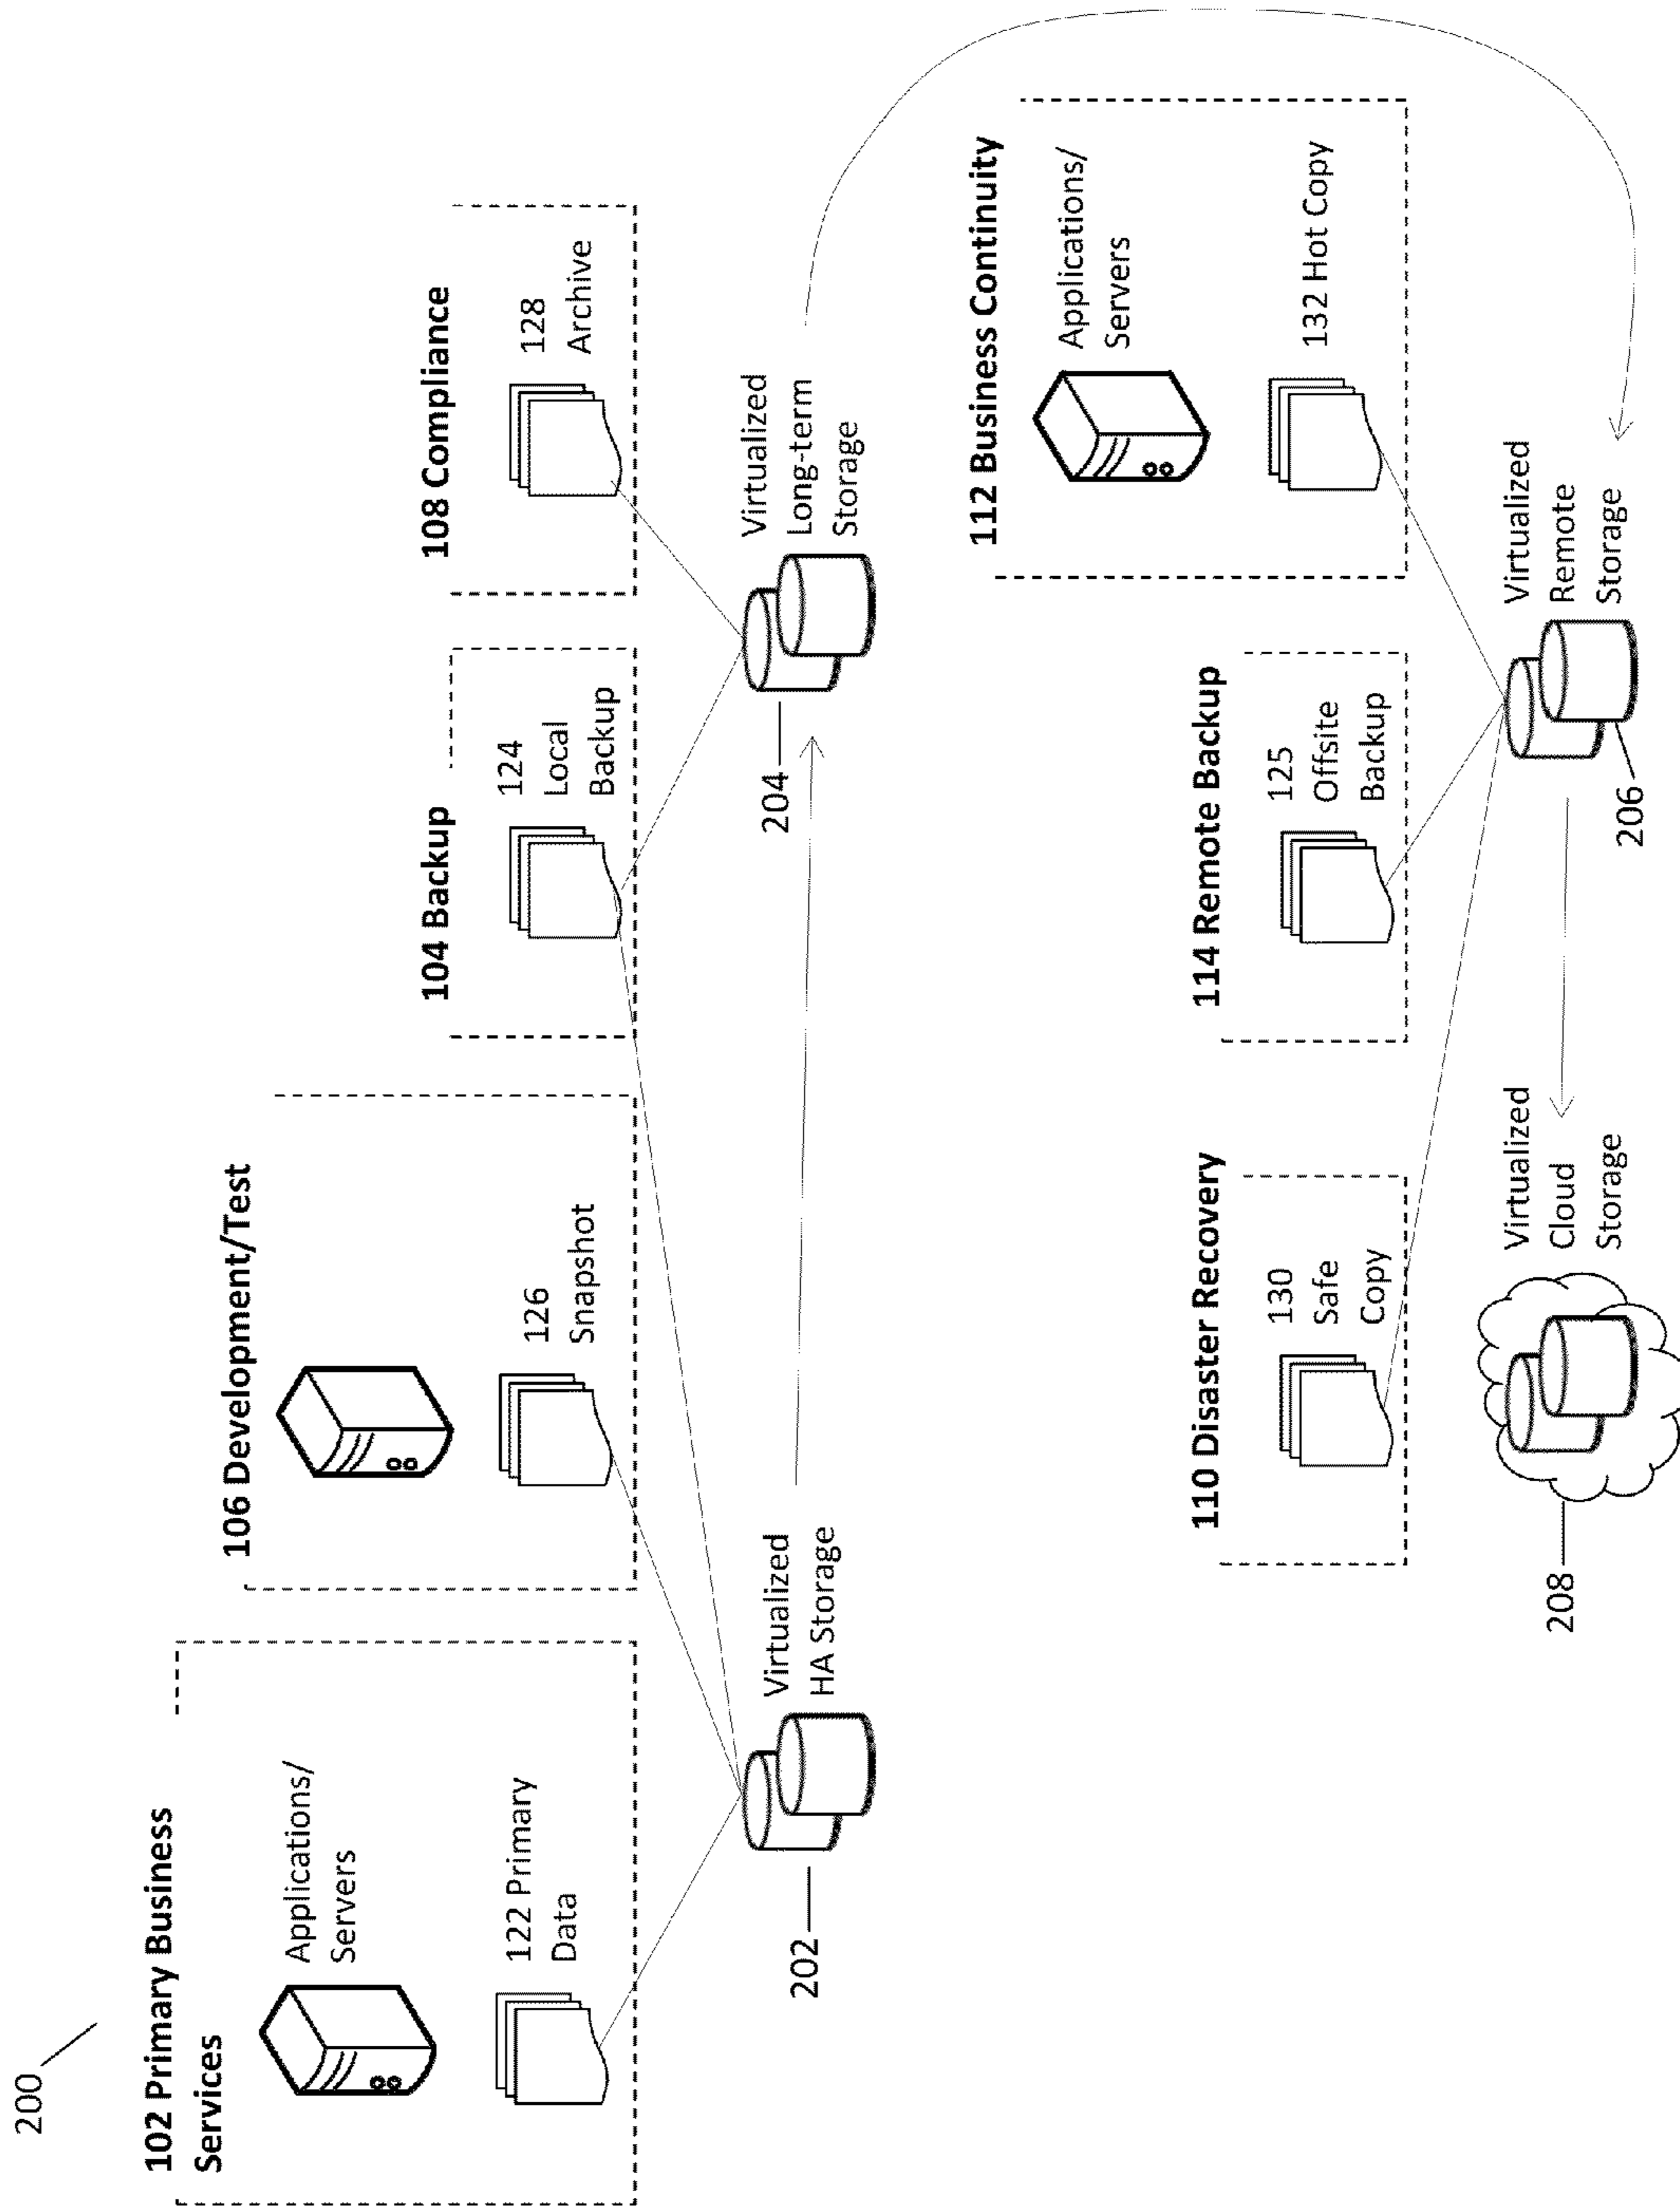 200
102 Primary Business
Services
Applications/
Servers
122 Primary
Data
106 Development/Test
126
Snapshot
104 Backup
124
Local
Backup
108 Compliance
128
Archive
202
Virtualized
HA Storage
204
Virtualized
Long-term
Storage
110 Disaster Recovery
130
Safe
Copy
114 Remote Backup
125
Offsite
Backup
112 Business Continuity
Applications/
Servers
132 Hot Copy
208
Virtualized
Cloud
Storage
206
Virtualized
Remote
Storage